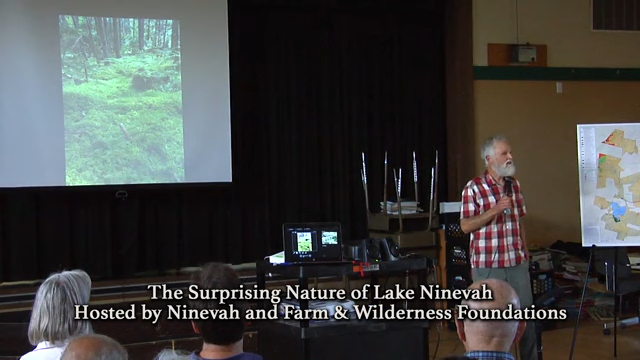 The Surprising Nature of Lake Ninevah
Hosted by Ninevah and Farm & Wilderness Foundations